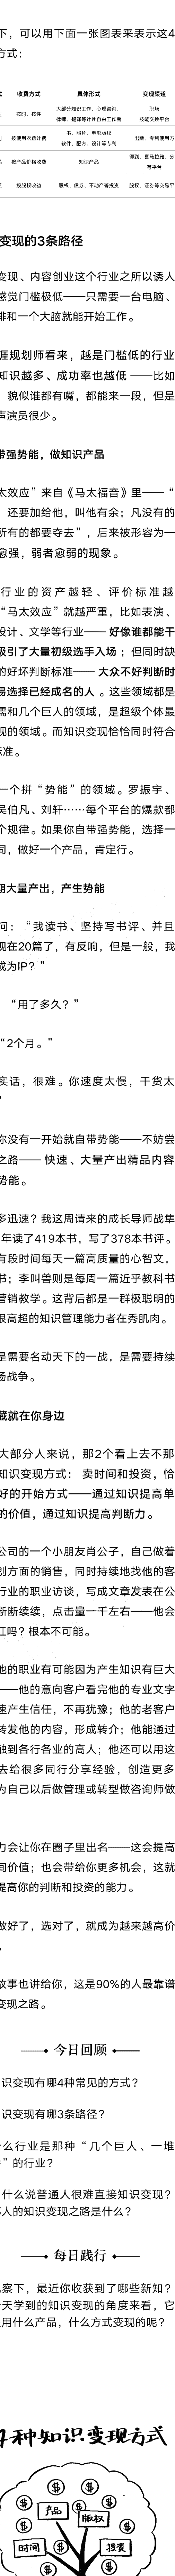 下，可以用下面一张图表来表示这4
方式：
收费方式 具体形式 变现渠道
按时、按件 大部分知识工作、心理咨询、律师、翻译等计件自由工作者 职场 技能交换平台
按使用次数计费 书、照片、电影版权 软件、配方、设计等专利 出版、专利使用方
按产品价格收费 知识产品 得到、喜马拉雅、分 等平台
按股权收益 股权、债券、不动产等投资 股权、证券等交易平
变现的3条路径
变现、内容创业这个行业之所以诱人
感觉门槛极低——只需要一台电脑、
啡和一个大脑就能开始工作。
涯规划师看来，越是门槛低的行业
知识越多、成功率也越低 ——比如
貌似谁都有嘴，都能来一段，但是
声演员很少。
带强势能，做知识产品
太效应”来自《马太福音》里——“
还要加给他，叫他有余；凡没有的
所有的都要夺去”，后来被形容为一
愈强，弱者愈弱的现象。
行业的资产越轻、评价标准越
“马太效应”就越严重，比如表演、
设计、文学等行业—— 好像谁都能干
吸引了大量初级选手入场 ；但同时缺
的好坏判断标准—— 大众不好判断时
易选择已经成名的人 。这些领域都是
儒和几个巨人的领域，是超级个体最
现的领域。而知识变现恰恰同时符合
标准。
一个拼“势能”的领域。罗振宇、
吴伯凡、刘轩……每个平台的爆款都
个规律。如果你自带强势能，选择一
司，做好一个产品，肯定行。
期大量产出，产生势能
问：“我读书、坚持写书评、并且
现在20篇了，有反响，但是一般，我
成为IP？”
“用了多久？”
“2个月。”
实话，很难。你速度太慢，干货太
”
你没有一开始就自带势能——不妨尝
之路—— 快速、大量产出精品内容
势能。
多迅速？我这周请来的成长导师战隼
年读了419本书，写了378本书评。
有段时间每天一篇高质量的心智文，
书；李叫兽则是每周一篇近乎教科书
营销教学。这背后都是一群极聪明的
很高超的知识管理能力者在秀肌肉。
是需要名动天下的一战，是需要持续
场战争。
藏就在你身边
大部分人来说，那2个看上去不那
知识变现方式： 卖时间和投资，恰
好的开始方式——通过知识提高单
的价值，通过知识提高判断力。
公司的一个小朋友肖公子，自己做着
划方面的销售，同时持续地找他的客
行业的职业访谈，写成文章发表在公
断断续续，点击量一千左右——他会
红吗？根本不可能。
他的职业有可能因为产生知识有巨大
——他的意向客户看完他的专业文字
速产生信任，不再犹豫；他的老客户
转发他的内容，形成转介；他能通过
触到各行各业的高人；他还可以用这
去给很多同行分享经验，创造更多
为自己以后做管理或转型做咨询师做
力会让你在圈子里出名——这会提高
间价值；也会带给你更多机会，这就
提高你的判断和投资的能力。
做好了，选对了，就成为越来越高价
。
故事也讲给你，这是90%的人最靠谱
变现之路。
今日回顾
识变现有哪4种常见的方式？
识变现有哪3条路径？
么行业是那种“几个巨人、一堆
”的行业？
什么说普通人很难直接知识变现？
人的知识变现之路是什么？
每日践行
察下，最近你收获到了哪些新知？
天学到的知识变现的角度来看，它
用什么产品，什么方式变现的呢？
4种知识变现方式
产品
版权
时间
投资